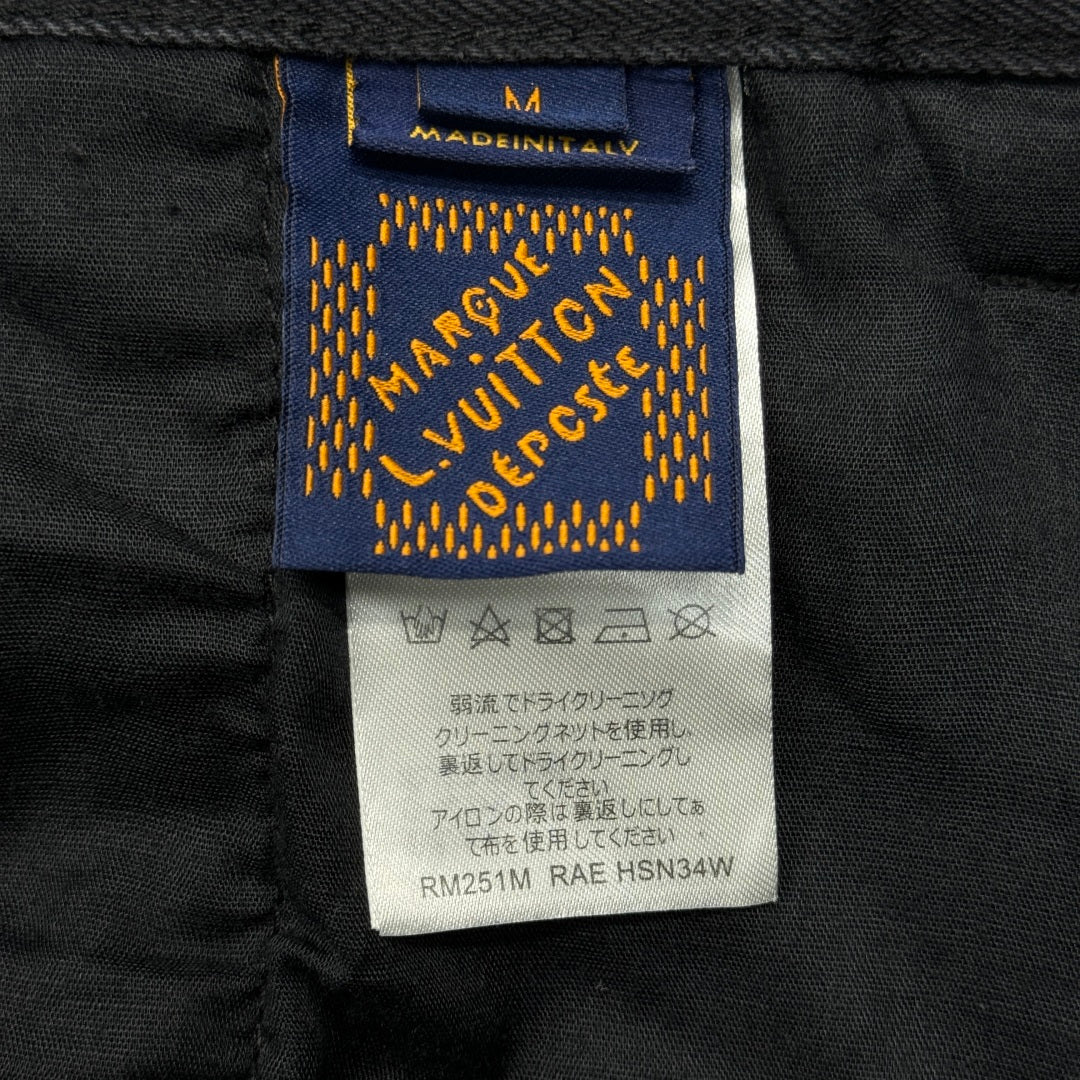 M
MADEINITALY
MARQUE
L.VUITTON
DÉPOSÉE
弱流でドライクリーニソグ
クリーニングネットを使用し、
裏返してドライクリーニングし
てください
アイロンの際は裏返しにしてぁ
て布を使用してください
RM251M RAE HSN34W